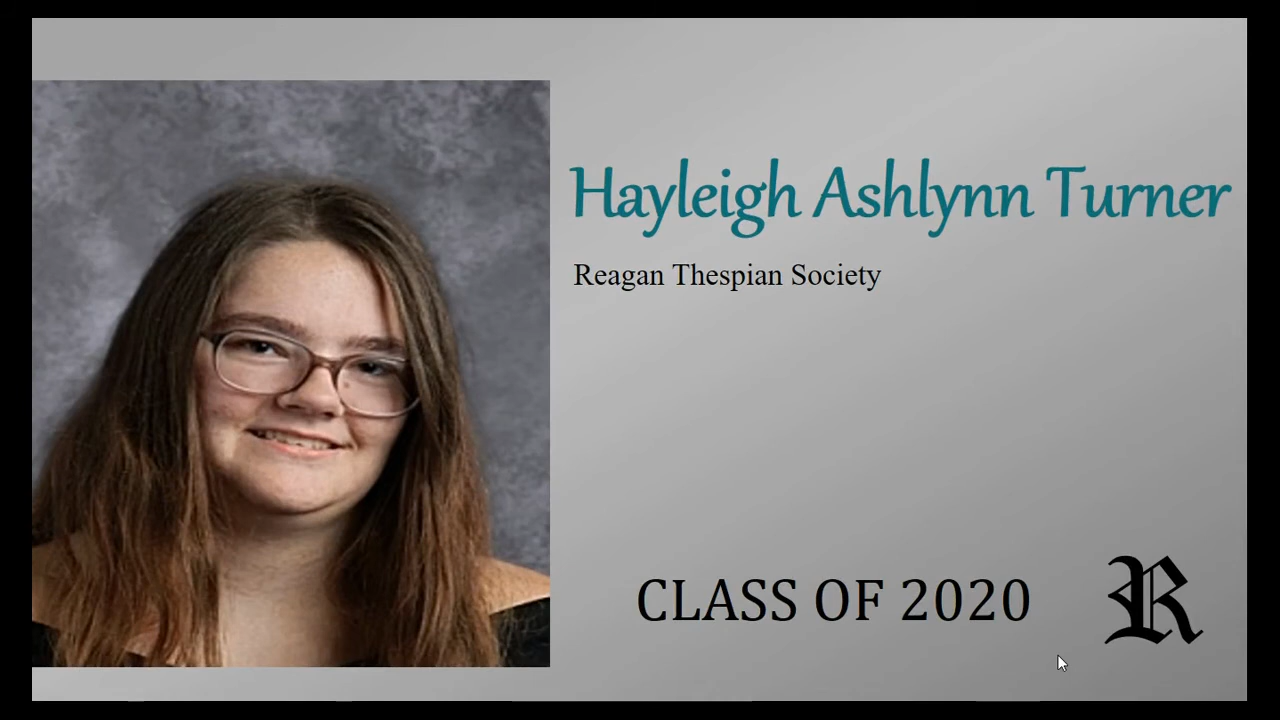 Hayleigh Ashlynn Turner
Reagan Thespian Society
CLASS OF 2020
R